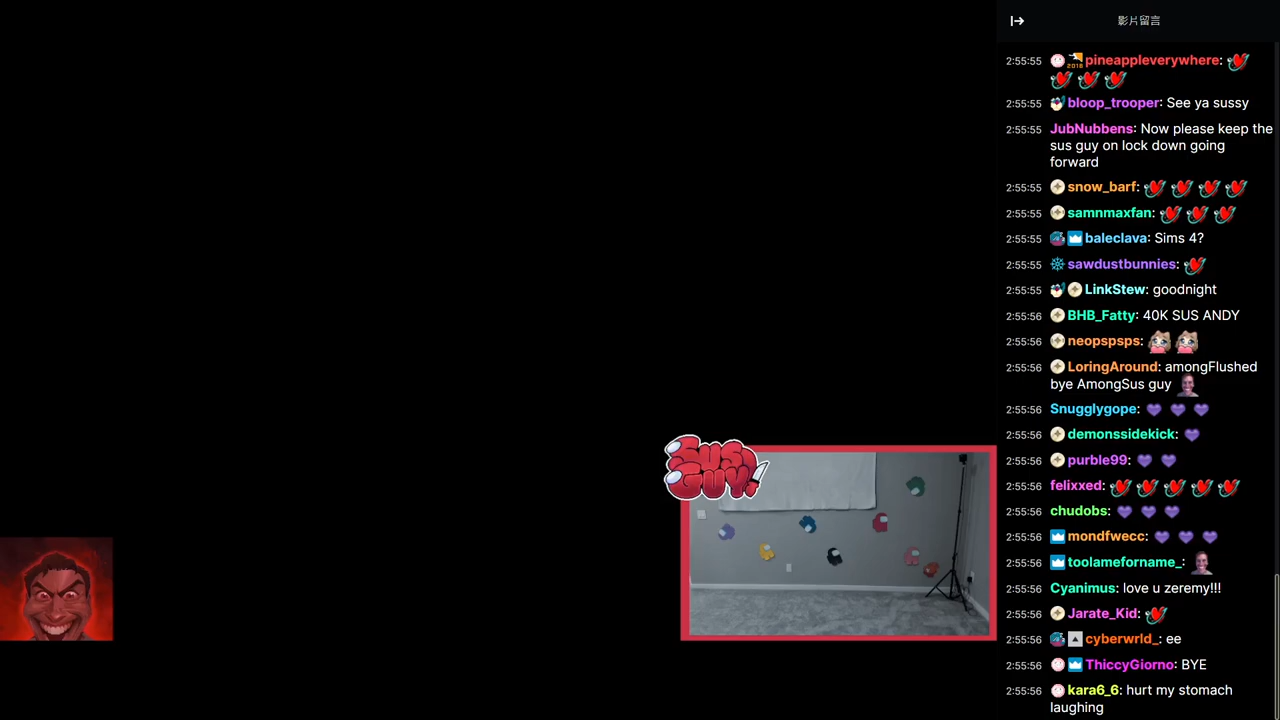 影片留言
2:55:55 2018 pineappleverywhere:
2:55:55 bloop_trooper: See ya sussy
2:55:55 JubNubbens: Now please keep the
sus guy on lock down going
forward
2:55:55 snow_barf:
2:55:55 samnmaxfan:
2:55:55 baleclava: Sims 4?
2:55:55 sawdustbunnies:
2:55:55 LinkStew: goodnight
2:55:56 BHB_Fatty: 40K SUS ANDY
2:55:56 neopspsps:
2:55:56 LoringAround: amongFlushed
bye AmongSus guy
2:55:56 Snugglygope:
2:55:56 demonssidekick:
2:55:56 purble99:
2:55:56 felixxed:
2:55:56 chudobs:
2:55:56 mondfwecc:
2:55:56 toolameforname_:
2:55:56 Cyanimus: love u zeremy!!!
2:55:56 Jarate_Kid:
2:55:56 cyberwrld_: ee
2:55:56 ThiccyGiorno: BYE
2:55:56 kara6_6: hurt my stomach
laughing
SUS
GUY